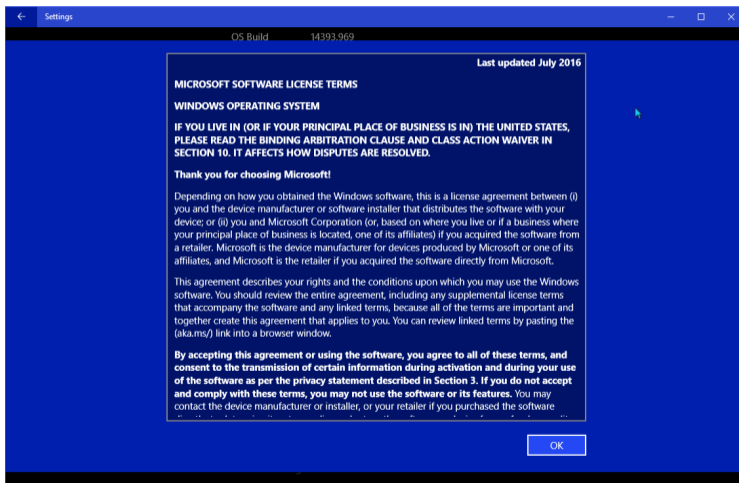 Settings
OS Build 14393.969
Last updated July 2016
MICROSOFT SOFTWARE LICENSE TERMS
WINDOWS OPERATING SYSTEM
IF YOU LIVE IN (OR IF YOUR PRINCIPAL PLACE OF BUSINESS IS IN) THE UNITED STATES,
PLEASE READ THE BINDING ARBITRATION CLAUSE AND CLASS ACTION WAIVER IN
SECTION 10. IT AFFECTS HOW DISPUTES ARE RESOLVED.
Thank you for choosing Microsoft!
Depending on how you obtained the Windows software, this is a license agreement between (i)
you and the device manufacturer or software installer that distributes the software with your
device; or (ii) you and Microsoft Corporation (or, based on where you live or if a business where
your principal place of business is located, one of its affiliates) if you acquired the software from
a retailer. Microsoft is the device manufacturer for devices produced by Microsoft or one of its
affiliates, and Microsoft is the retailer if you acquired the software directly from Microsoft.
This agreement describes your rights and the conditions upon which you may use the Windows
software. You should review the entire agreement, including any supplemental license terms
that accompany the software and any linked terms, because all of the terms are important and
together create this agreement that applies to you. You can review linked terms by pasting the
(aka.ms/) link into a browser window.
By accepting this agreement or using the software, you agree to all of these terms, and
consent to the transmission of certain information during activation and during your use
of the software as per the privacy statement described in Section 3. If you do not accept
and comply with these terms, you may not use the software or its features. You may
contact the device manufacturer or installer, or your retailer if you purchased the software
OK